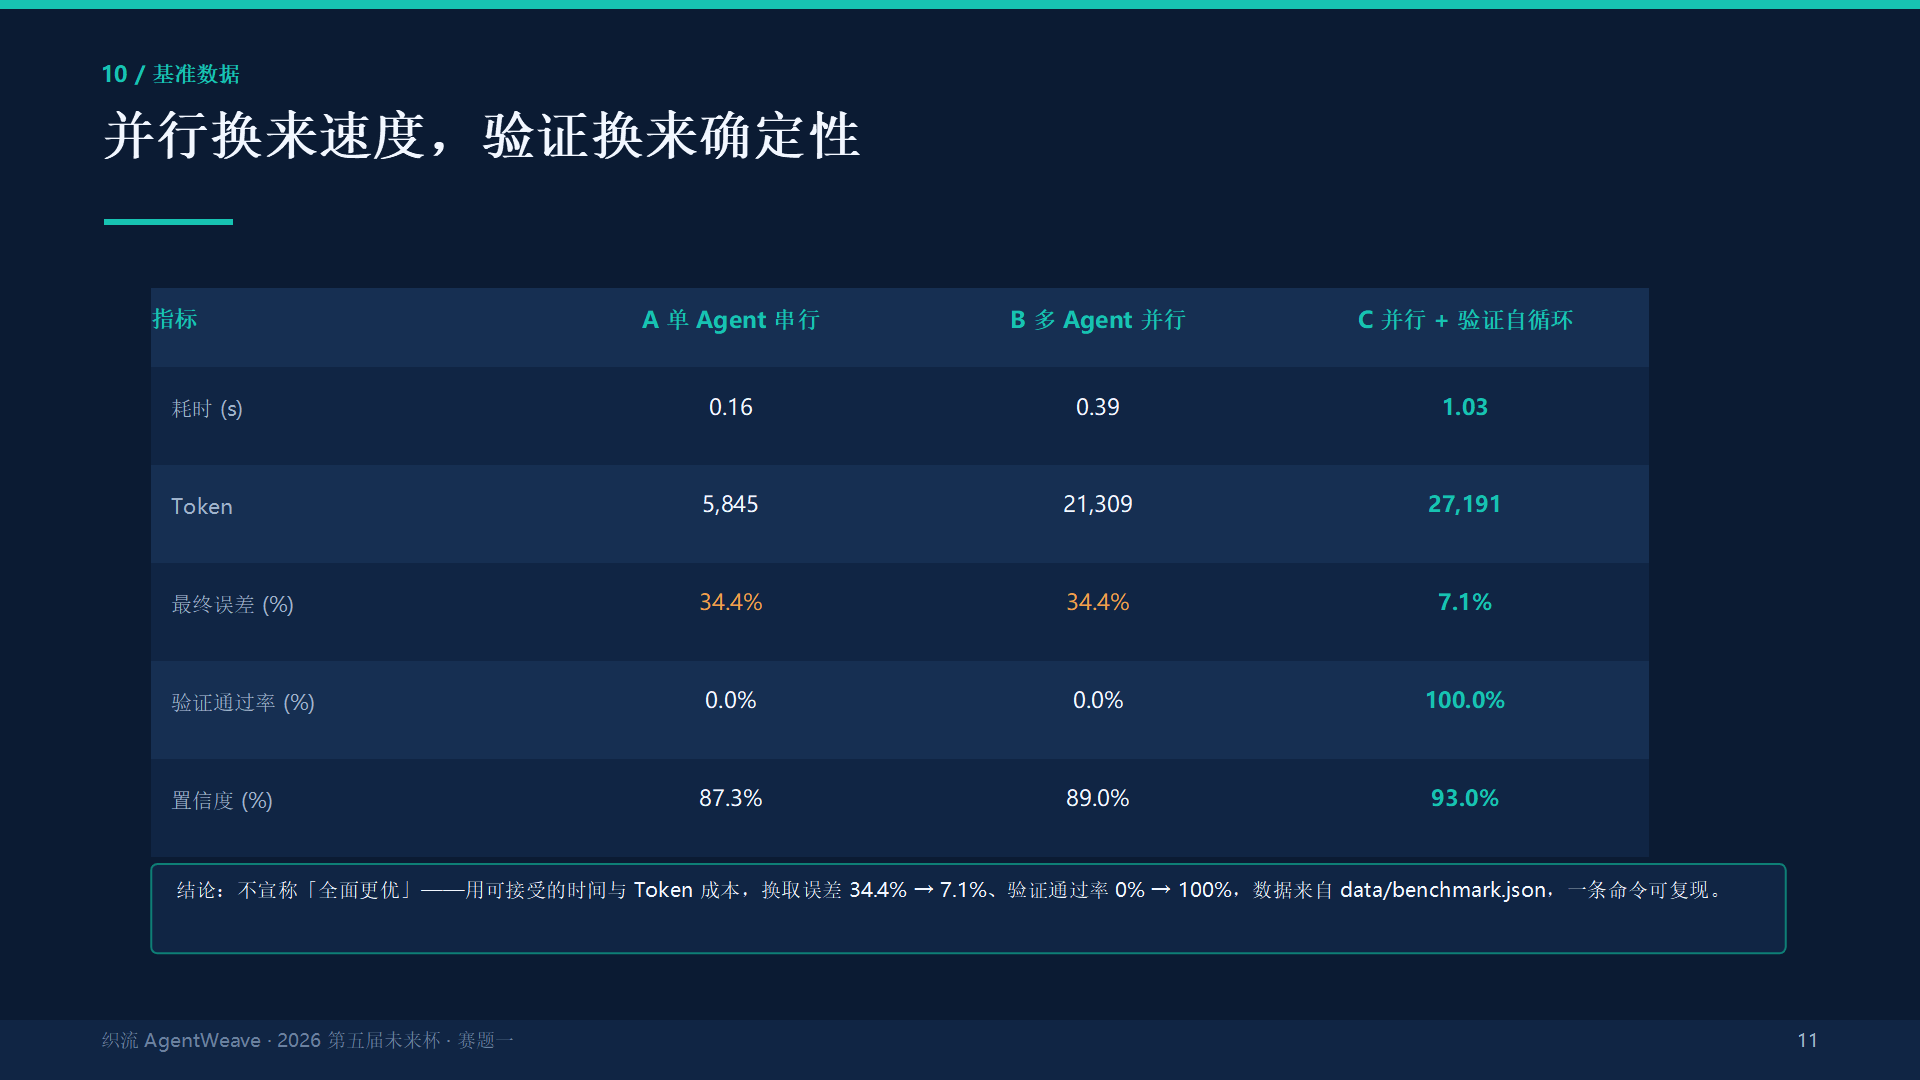 10 / 基准数据
并行换来速度，验证换来确定性
指标 A 单 Agent 串行 B 多 Agent 并行 C 并行 + 验证自循环
耗时 (s) 0.16 0.39 1.03
Token 5,845 21,309 27,191
最终误差 (%) 34.4% 34.4% 7.1%
验证通过率 (%) 0.0% 0.0% 100.0%
置信度 (%) 87.3% 89.0% 93.0%
结论：不宣称「全面更优」——用可接受的时间与 Token 成本，换取误差 34.4% → 7.1%、验证通过率 0% → 100%，数据来自 data/benchmark.json，一条命令可复现。
织流 AgentWeave · 2026 第五届未来杯 · 赛题一 11